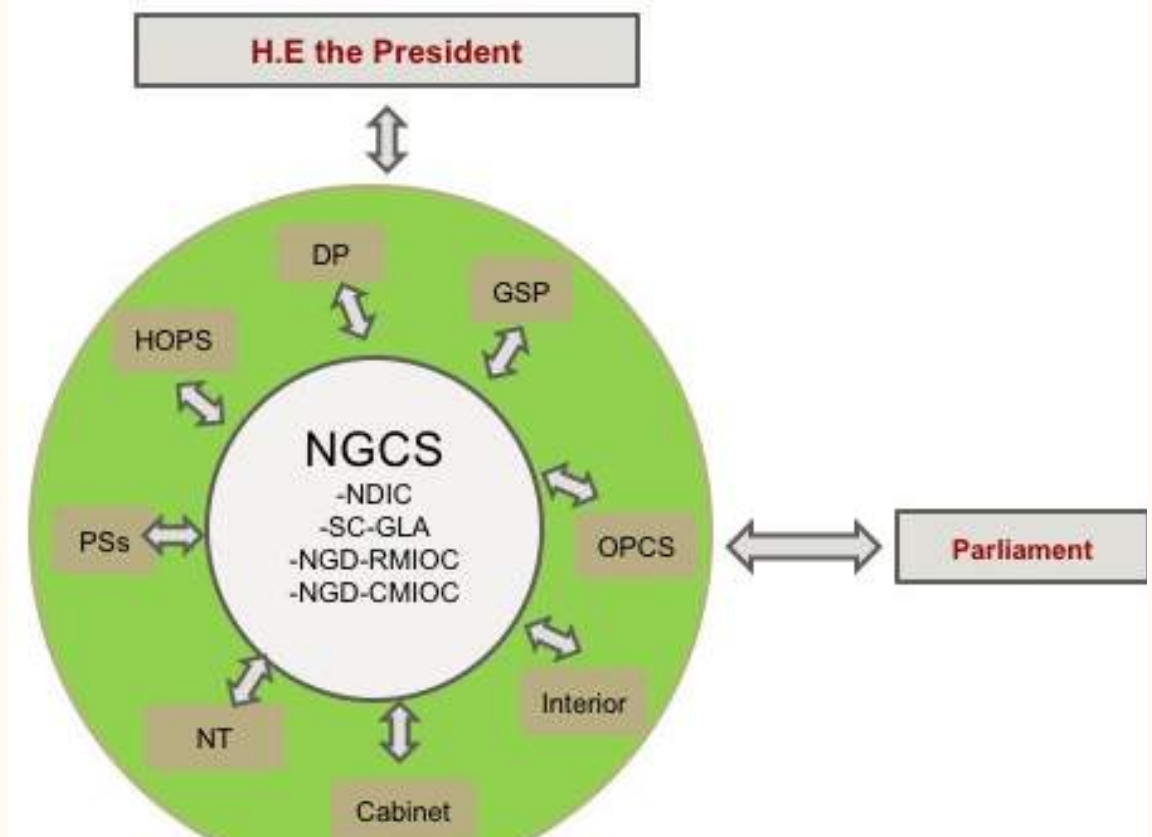 H.E the President
DP
GSP
HOPS
NGCS
-NDIC
-SC-GLA
-NGD-RMIOC
-NGD-CMIOC
PSs
OPCS
Parliament
Interior
NT
Cabinet